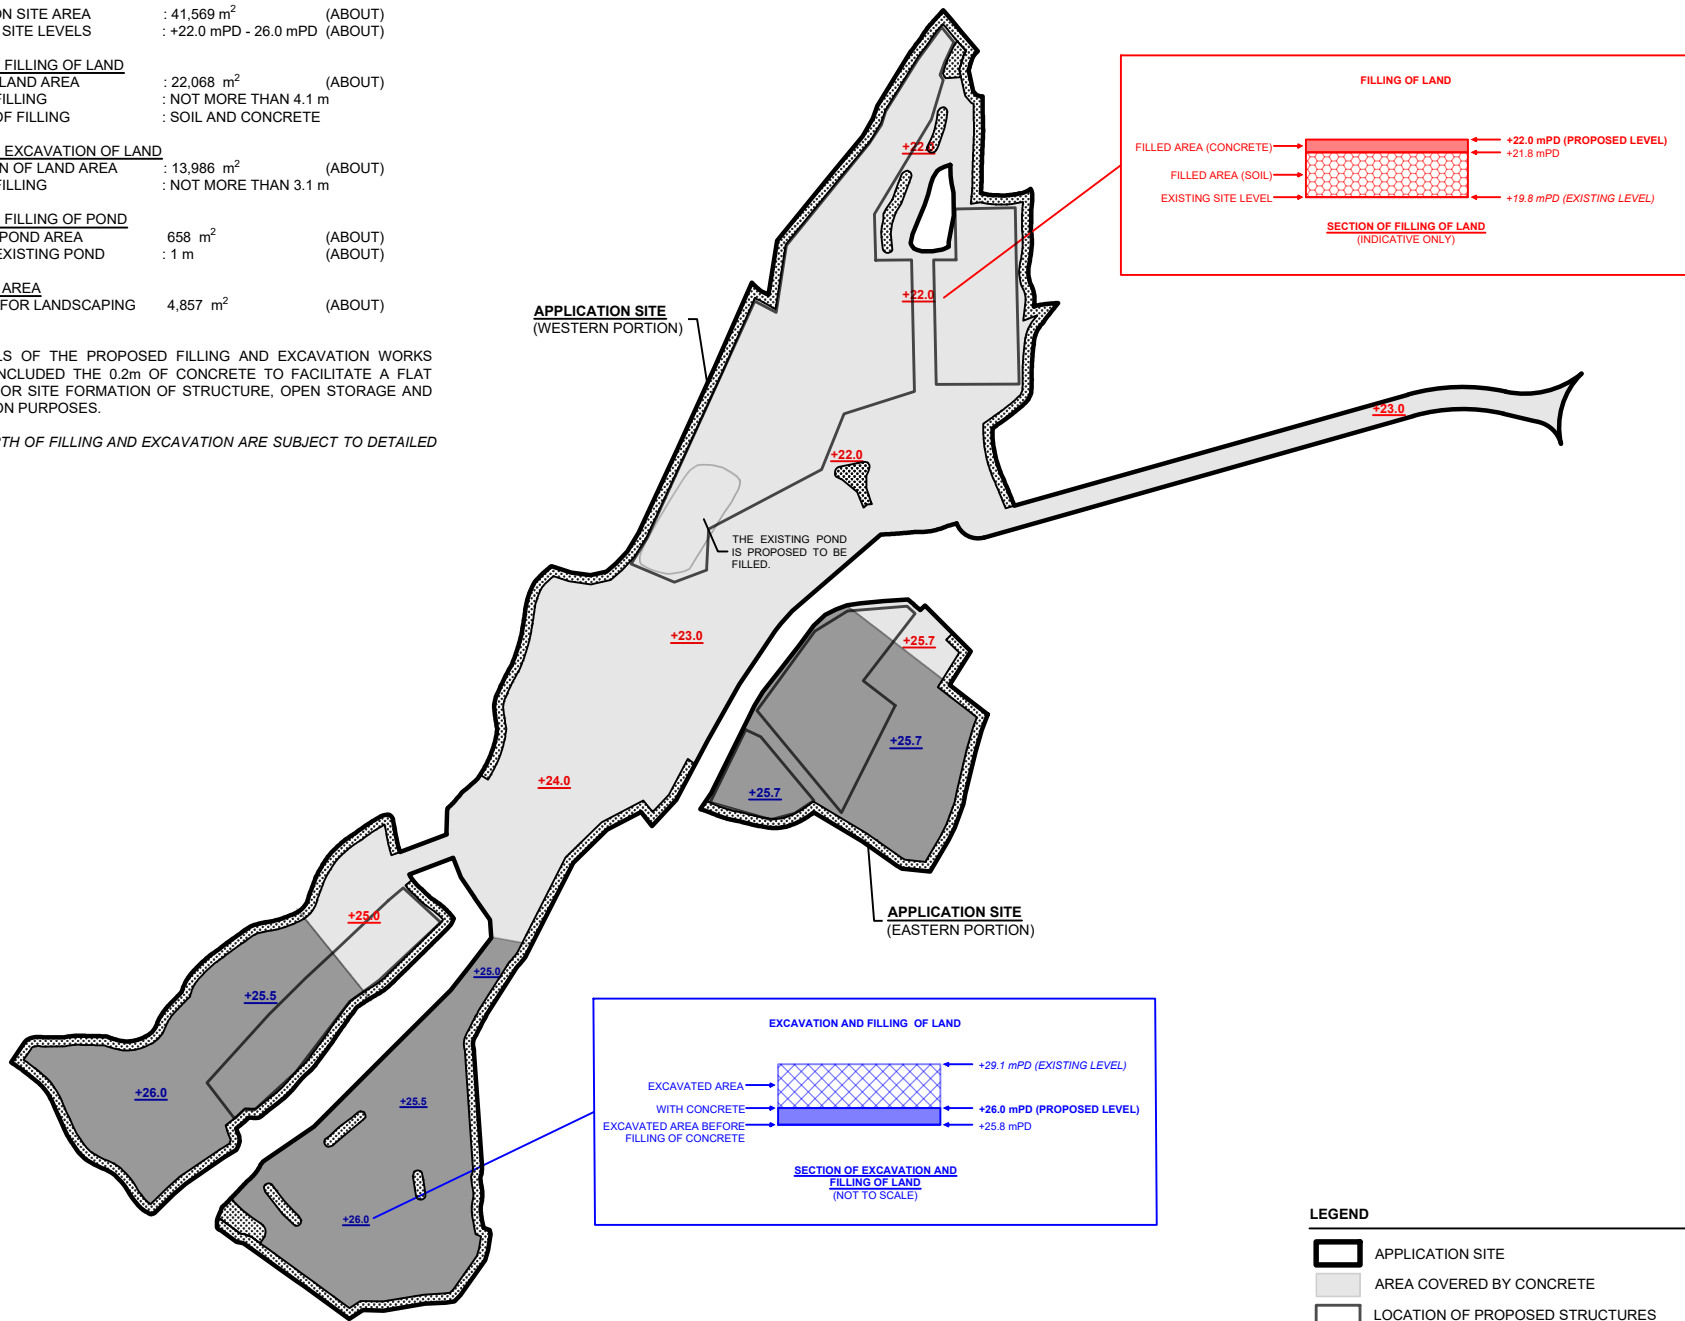 ON SITE AREA : 41,569 m² (ABOUT)
SITE LEVELS : +22.0 mPD - 26.0 mPD (ABOUT)
FILLING OF LAND
LAND AREA : 22,068 m² (ABOUT)
FILLING : NOT MORE THAN 4.1 m
OF FILLING : SOIL AND CONCRETE
EXCAVATION OF LAND
N OF LAND AREA : 13,986 m² (ABOUT)
FILLING : NOT MORE THAN 3.1 m
FILLING OF POND
POND AREA 658 m² (ABOUT)
EXISTING POND : 1 m (ABOUT)
AREA
FOR LANDSCAPING 4,857 m² (ABOUT)
LS OF THE PROPOSED FILLING AND EXCAVATION WORKS
NCLUDED THE 0.2m OF CONCRETE TO FACILITATE A FLAT
OR SITE FORMATION OF STRUCTURE, OPEN STORAGE AND
ON PURPOSES.
TH OF FILLING AND EXCAVATION ARE SUBJECT TO DETAILED
FILLING OF LAND
FILLED AREA (CONCRETE)
FILLED AREA (SOIL)
EXISTING SITE LEVEL
+22.0 mPD (PROPOSED LEVEL)
+21.8 mPD
+19.8 mPD (EXISTING LEVEL)
SECTION OF FILLING OF LAND
(INDICATIVE ONLY)
+22.0
APPLICATION SITE
(WESTERN PORTION)
+23.0
+22.0
THE EXISTING POND
IS PROPOSED TO BE
FILLED.
+23.0
+25.7
+25.7
+24.0
+25.7
+25.0
APPLICATION SITE
(EASTERN PORTION)
+25.0
+25.5
+26.0
+25.5
+26.0
EXCAVATION AND FILLING OF LAND
EXCAVATED AREA
WITH CONCRETE
EXCAVATED AREA BEFORE
FILLING OF CONCRETE
+29.1 mPD (EXISTING LEVEL)
+26.0 mPD (PROPOSED LEVEL)
+25.8 mPD
SECTION OF EXCAVATION AND
FILLING OF LAND
(NOT TO SCALE)
LEGEND
APPLICATION SITE
AREA COVERED BY CONCRETE
LOCATION OF PROPOSED STRUCTURES